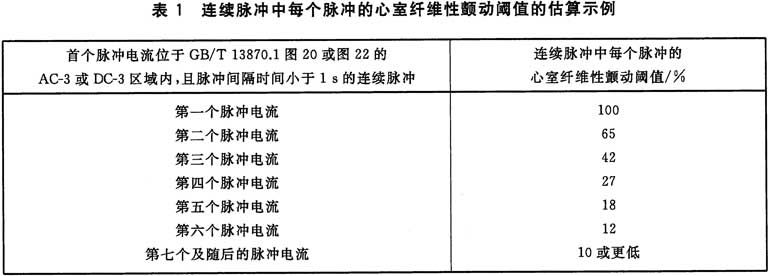 表 1 连续脉冲中每个脉冲的心室纤维性颤动阈值的估算示例
首个脉冲电流位于 GB/T 13870.1 图 20 或图 22 的
AC-3 或 DC-3 区域内,且脉冲间隔时间小于 1 s 的连续脉冲
连续脉冲中每个脉冲的
心室纤维性颤动阈值/%
第一个脉冲电流 100
第二个脉冲电流 65
第三个脉冲电流 42
第四个脉冲电流 27
第五个脉冲电流 18
第六个脉冲电流 12
第七个及随后的脉冲电流 10 或更低